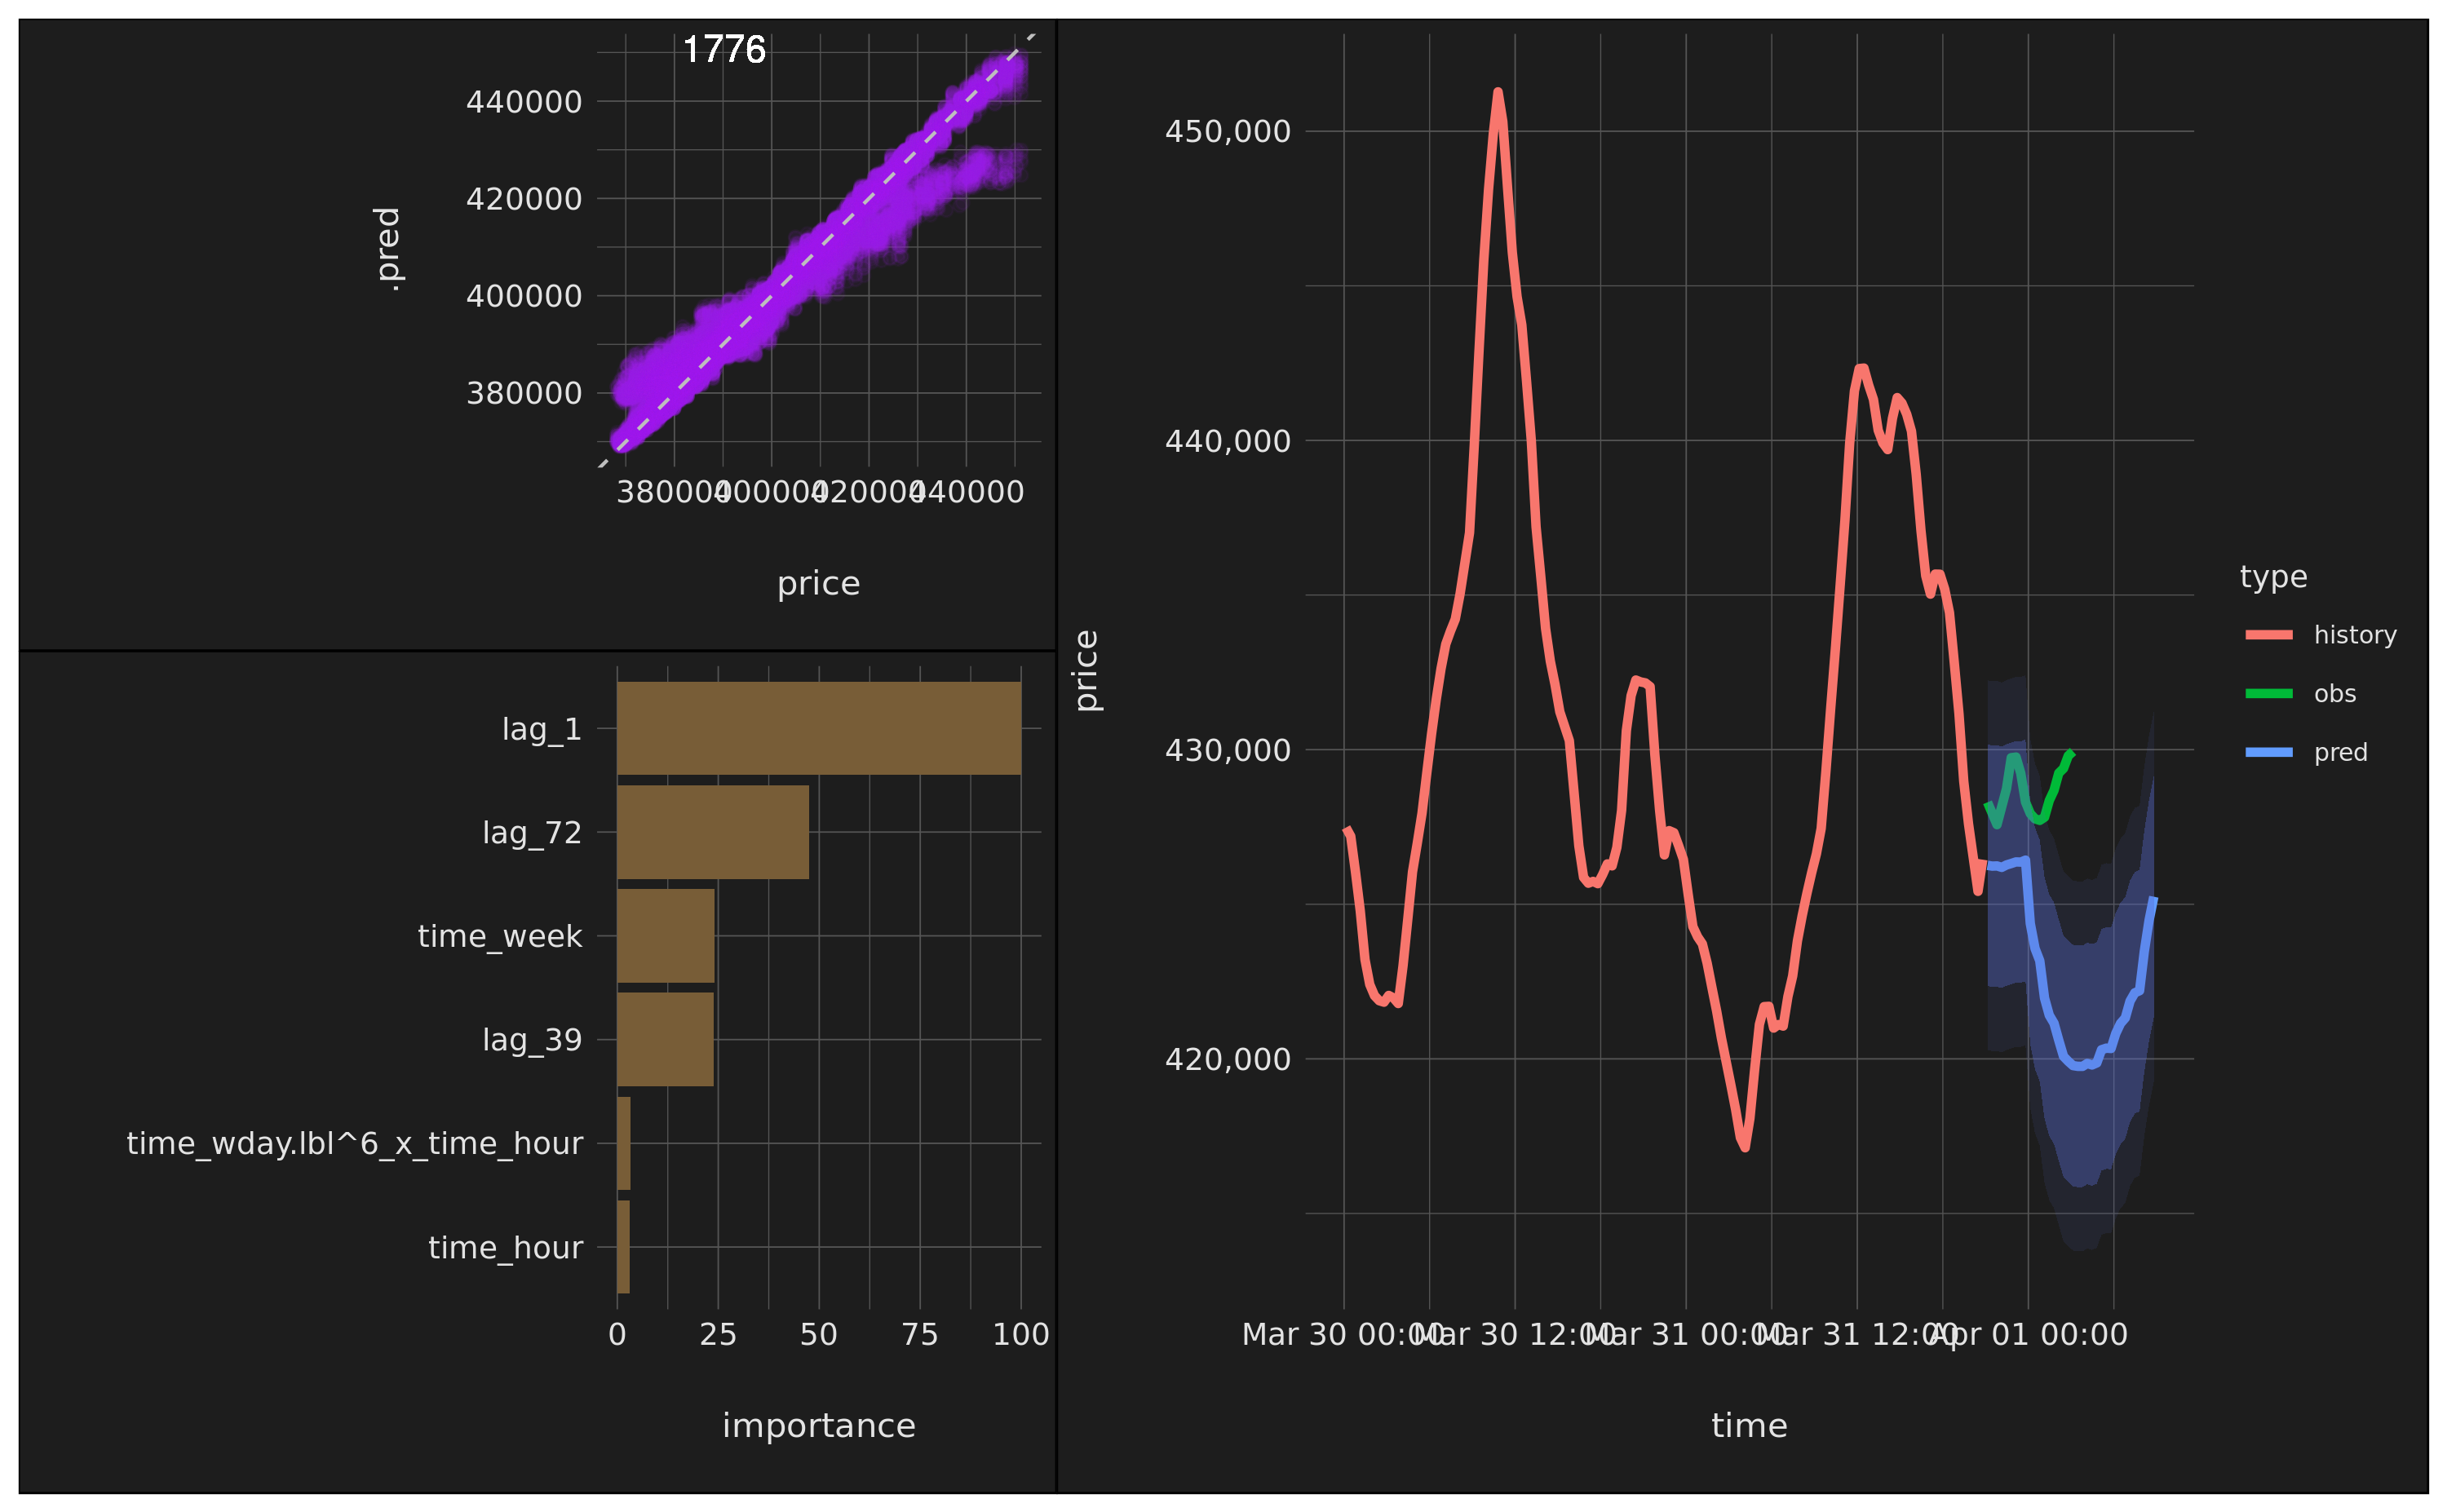 1776
440000
420000
400000
380000
.pred
380000
400000
420000
440000
price
lag_1
lag_72
time_week
lag_39
time_wday.lbl^6_x_time_hour
time_hour
0 25 50 75 100
importance
450,000
440,000
430,000
420,000
price
Mar 30 00:00
Mar 30 12:00
Mar 31 00:00
Mar 31 12:00
Apr 01 00:00
time
type
history
obs
pred